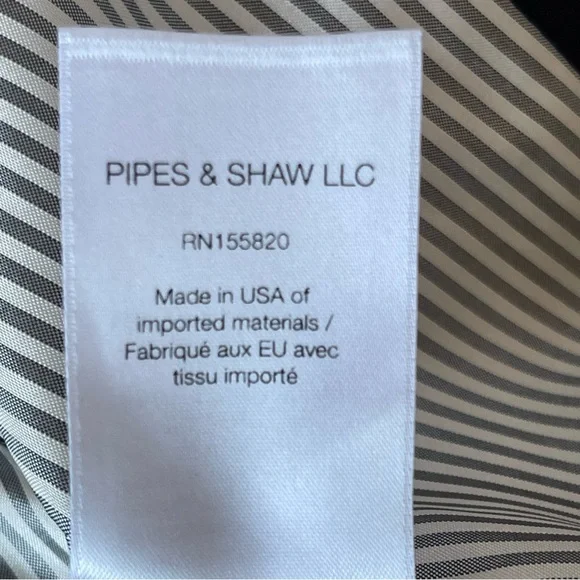 PIPES & SHAW LLC
RN155820
Made in USA of
imported materials /
Fabriqué aux EU avec
tissu importé